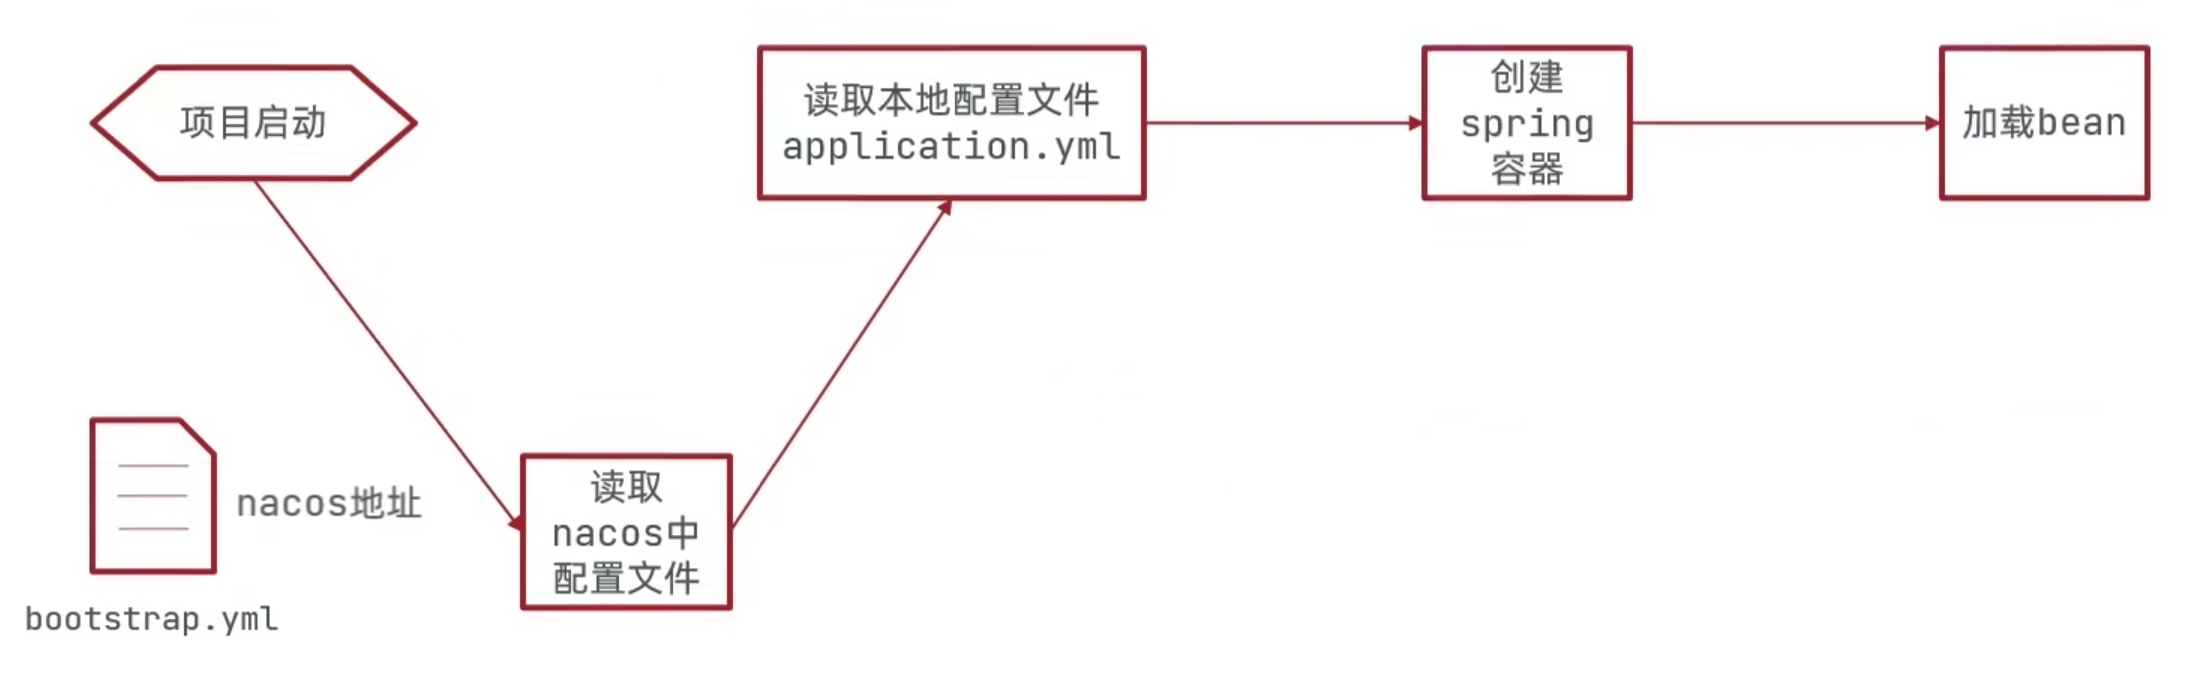 项目启动
读取本地配置文件
application.yml
创建
spring
容器
加载bean
nacos地址
bootstrap.yml
读取
nacos中
配置文件